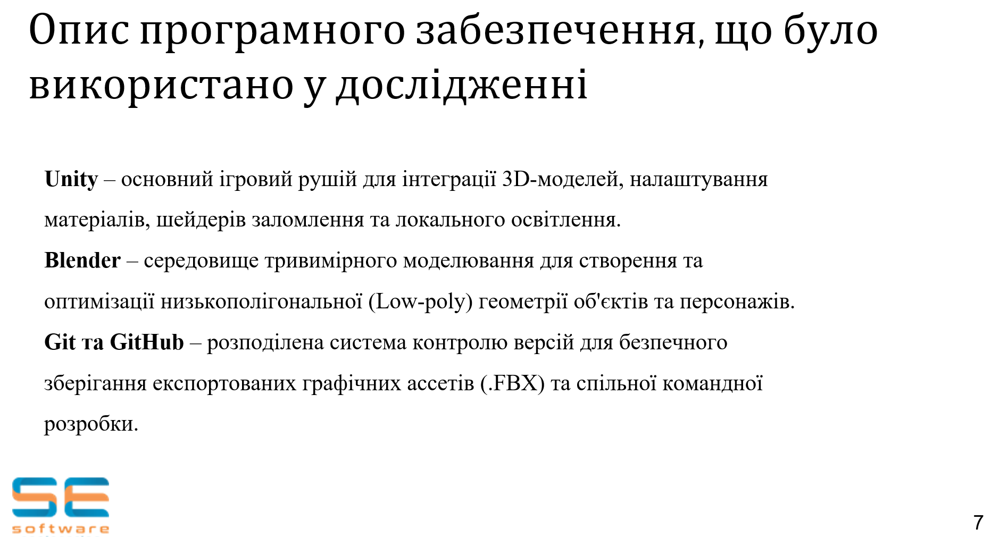 Опис програмного забезпечення, що було
використано у дослідженні
Unity – основний ігровий рушій для інтеграції 3D-моделей, налаштування
матеріалів, шейдерів заломлення та локального освітлення.
Blender – середовище тривимірного моделювання для створення та
оптимізації низькополігональної (Low-poly) геометрії об'єктів та персонажів.
Git та GitHub – розподілена система контролю версій для безпечного
зберігання експортованих графічних ассетів (.FBX) та спільної командної
розробки.
SE
software
7